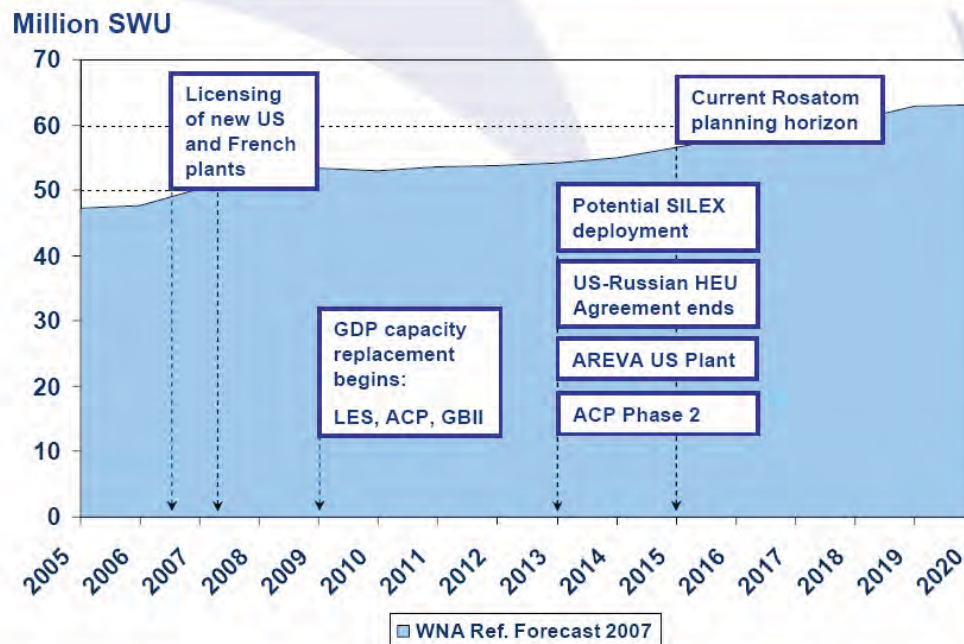 Million SWU
70
60
50
40
30
20
10
0
Licensing
of new US
and French
plants
Current Rosatom
planning horizon
Potential SILEX
deployment
US-Russian HEU
Agreement ends
AREVA US Plant
ACP Phase 2
GDP capacity
replacement
begins:
LES, ACP, GBII
2005
2006
2007
2008
2009
2010
2011
2012
2013
2014
2015
2016
2017
2018
2019
2020
WNA Ref. Forecast 2007